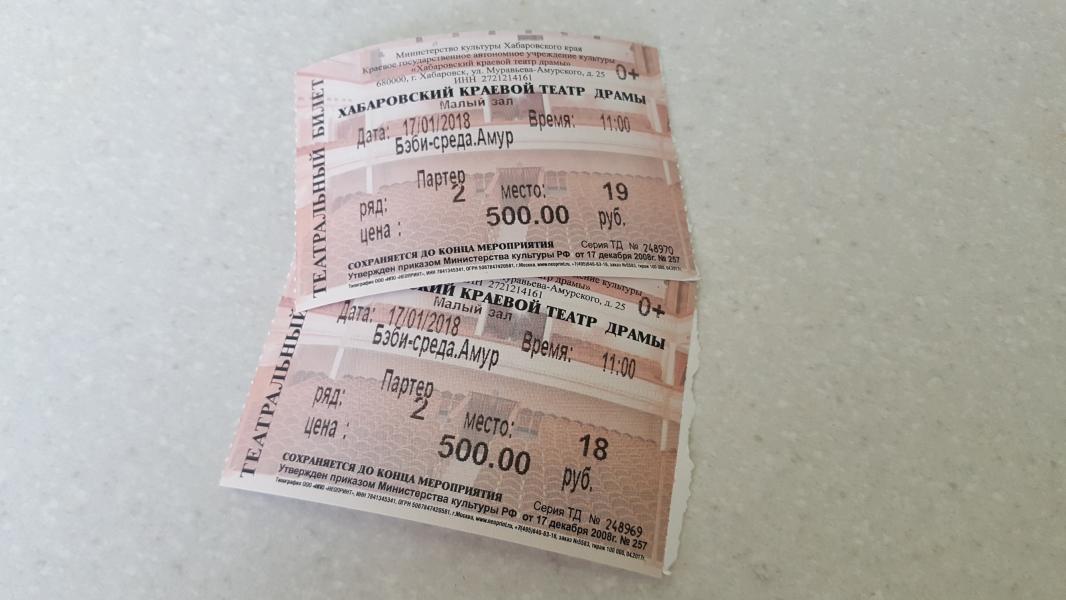 ТЕАТРАЛЬНЫЙ БИЛЕТ
Министерство культуры Хабаровского края
Краевое государственное автономное учреждение культуры
«Хабаровский краевой театр драмы»
680000, г. Хабаровск, ул. Муравьева-Амурского, д. 25
ИНН 2721214161
0+
ХАБАРОВСКИЙ КРАЕВОЙ ТЕАТР ДРАМЫ
Малый зал
Дата: 17/01/2018 Время: 11:00
Бэби-среда.Амур
Партер
ряд: 2 место: 19
цена : 500.00 руб.
СОХРАНЯЕТСЯ ДО КОНЦА МЕРОПРИЯТИЯ
Серия ТД № 248970
Утвержден приказом Министерства культуры РФ от 17 декабря 2008г. № 257
ТЕАТРАЛЬНЫЙ
культуры
драмы»
Муравьева-Амурского, д. 25
ИНН 2721214161
0+
КИЙ КРАЕВОЙ ТЕАТР ДРАМЫ
Малый зал
Дата: 17/01/2018 Время: 11:00
Бэби-среда.Амур
Партер
ряд: 2 место: 18
цена : 500.00 руб.
СОХРАНЯЕТСЯ ДО КОНЦА МЕРОПРИЯТИЯ
Серия ТД № 248969
Утвержден приказом Министерства культуры РФ от 17 декабря 2008г. № 257